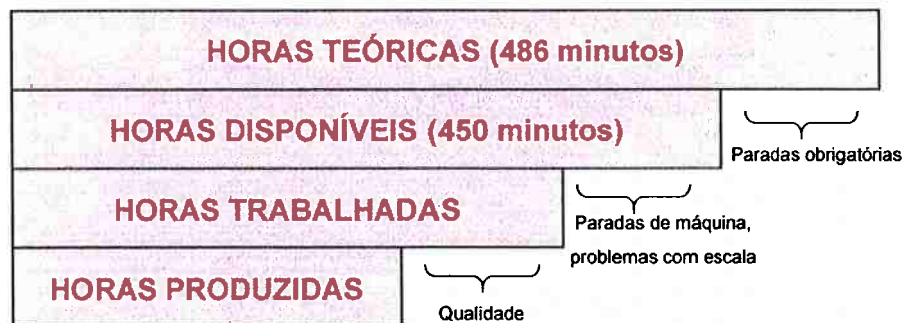 HORAS TEÓRICAS (486 minutos)
HORAS DISPONÍVEIS (450 minutos)
Paradas obrigatórias
HORAS TRABALHADAS
Paradas de máquina,
problemas com escala
HORAS PRODUZIDAS
Qualidade